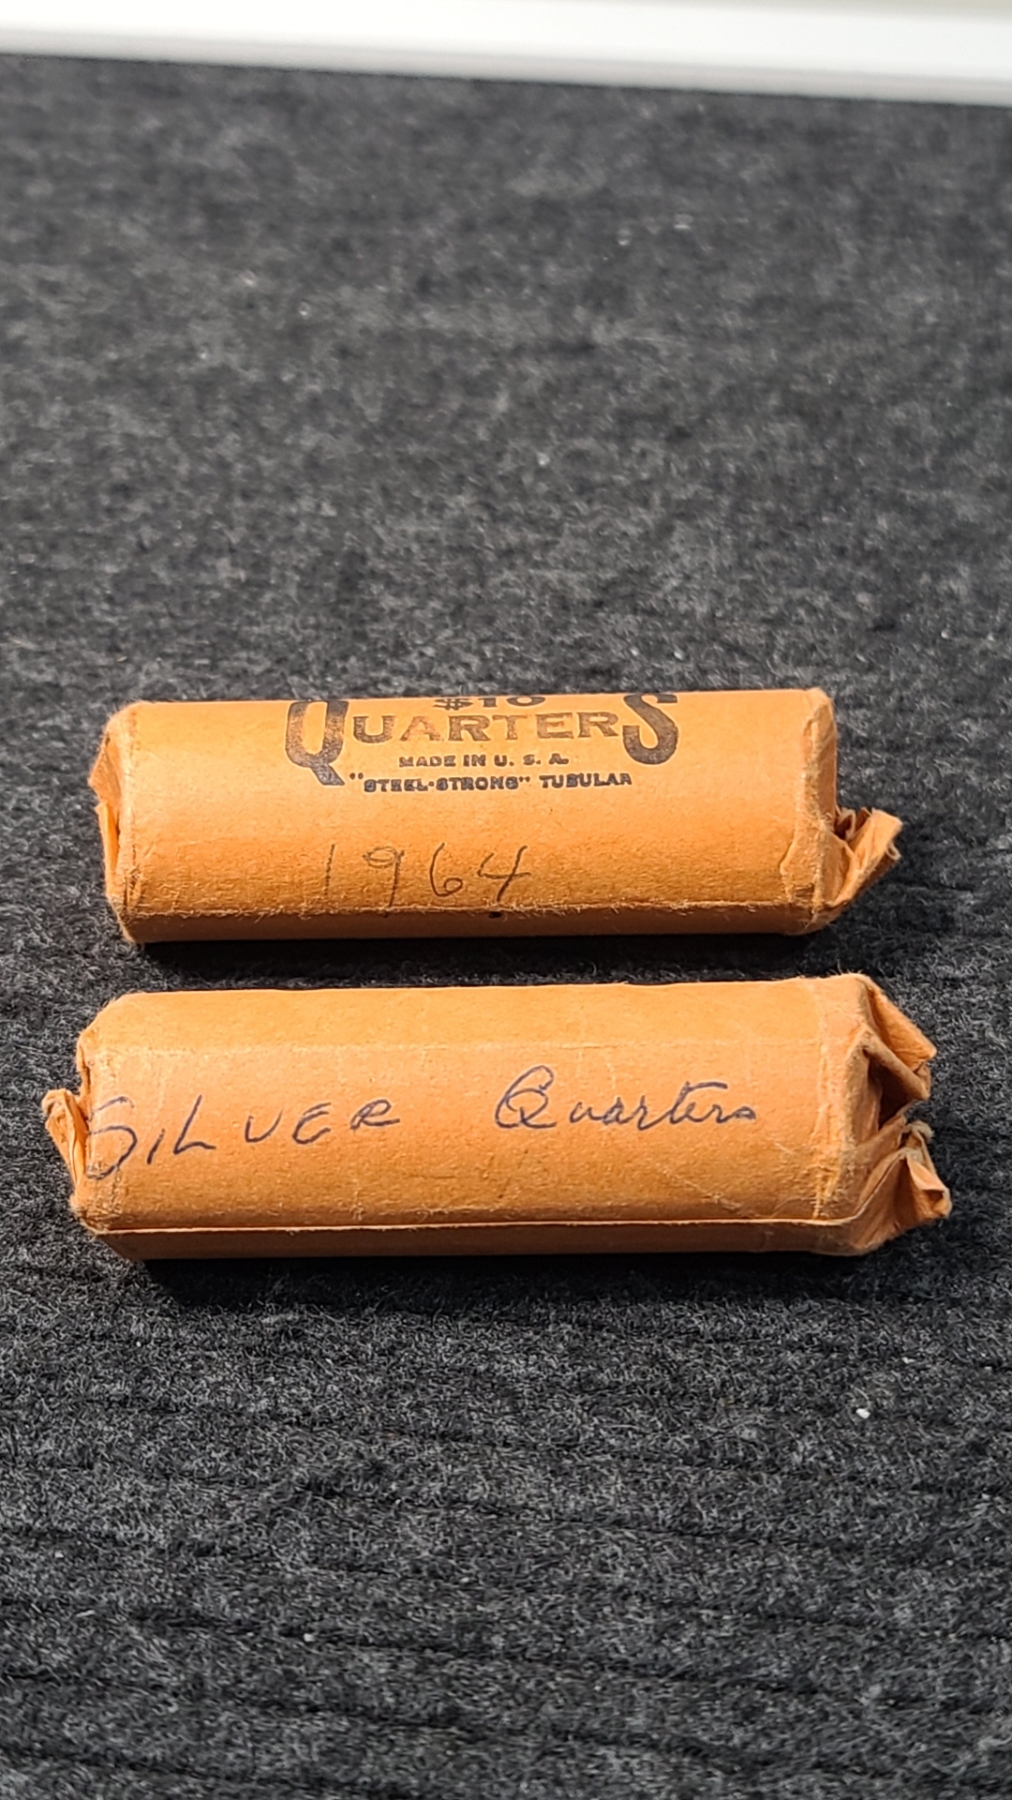 $10
QUARTERS
MADE IN U. S. A.
"STEEL-STRONG" TUBULAR
1964
SILVER Quarters